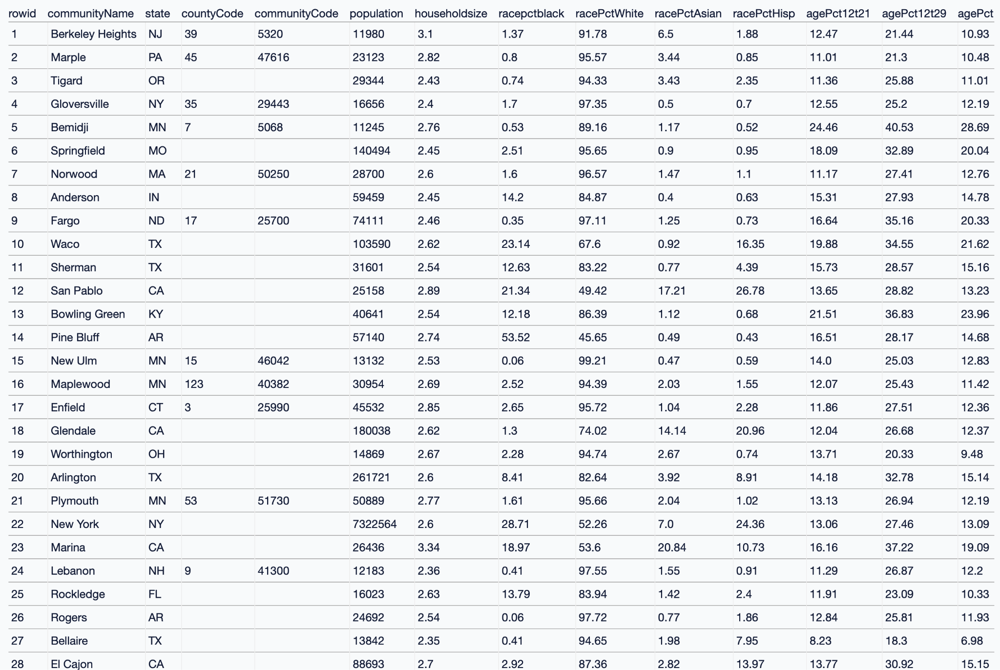 rowid communityName state countyCode communityCode population householdsize racepctblack racePctWhite racePctAsian racePctHisp agePct12t21 agePct12t29 agePct
1 Berkeley Heights NJ 39 5320 11980 3.1 1.37 91.78 6.5 1.88 12.47 21.44 10.93
2 Marple PA 45 47616 23123 2.82 0.8 95.57 3.44 0.85 11.01 21.3 10.48
3 Tigard OR 29344 2.43 0.74 94.33 3.43 2.35 11.36 25.88 11.01
4 Gloversville NY 35 29443 16656 2.4 1.7 97.35 0.5 0.7 12.55 25.2 12.19
5 Bemidji MN 7 5068 11245 2.76 0.53 89.16 1.17 0.52 24.46 40.53 28.69
6 Springfield MO 140494 2.45 2.51 95.65 0.9 0.95 18.09 32.89 20.04
7 Norwood MA 21 50250 28700 2.6 1.6 96.57 1.47 1.1 11.17 27.41 12.76
8 Anderson IN 59459 2.45 14.2 84.87 0.4 0.63 15.31 27.93 14.78
9 Fargo ND 17 25700 74111 2.46 0.35 97.11 1.25 0.73 16.64 35.16 20.33
10 Waco TX 103590 2.62 23.14 67.6 0.92 16.35 19.88 34.55 21.62
11 Sherman TX 31601 2.54 12.63 83.22 0.77 4.39 15.73 28.57 15.16
12 San Pablo CA 25158 2.89 21.34 49.42 17.21 26.78 13.65 28.82 13.23
13 Bowling Green KY 40641 2.54 12.18 86.39 1.12 0.68 21.51 36.83 23.96
14 Pine Bluff AR 57140 2.74 53.52 45.65 0.49 0.43 16.51 28.17 14.68
15 New Ulm MN 15 46042 13132 2.53 0.06 99.21 0.47 0.59 14.0 25.03 12.83
16 Maplewood MN 123 40382 30954 2.69 2.52 94.39 2.03 1.55 12.07 25.43 11.42
17 Enfield CT 3 25990 45532 2.85 2.65 95.72 1.04 2.28 11.86 27.51 12.36
18 Glendale CA 180038 2.62 1.3 74.02 14.14 20.96 12.04 26.68 12.37
19 Worthington OH 14869 2.67 2.28 94.74 2.67 0.74 13.71 20.33 9.48
20 Arlington TX 261721 2.6 8.41 82.64 3.92 8.91 14.18 32.78 15.14
21 Plymouth MN 53 51730 50889 2.77 1.61 95.66 2.04 1.02 13.13 26.94 12.19
22 New York NY 7322564 2.6 28.71 52.26 7.0 24.36 13.06 27.46 13.09
23 Marina CA 26436 3.34 18.97 53.6 20.84 10.73 16.16 37.22 19.09
24 Lebanon NH 9 41300 12183 2.36 0.41 97.55 1.55 0.91 11.29 26.87 12.2
25 Rockledge FL 16023 2.63 13.79 83.94 1.42 2.4 11.91 23.09 10.33
26 Rogers AR 24692 2.54 0.06 97.72 0.77 1.86 12.84 25.81 11.93
27 Bellaire TX 13842 2.35 0.41 94.65 1.98 7.95 8.23 18.3 6.98
28 El Cajon CA 88693 2.7 2.92 87.36 2.82 13.97 13.77 30.92 15.15